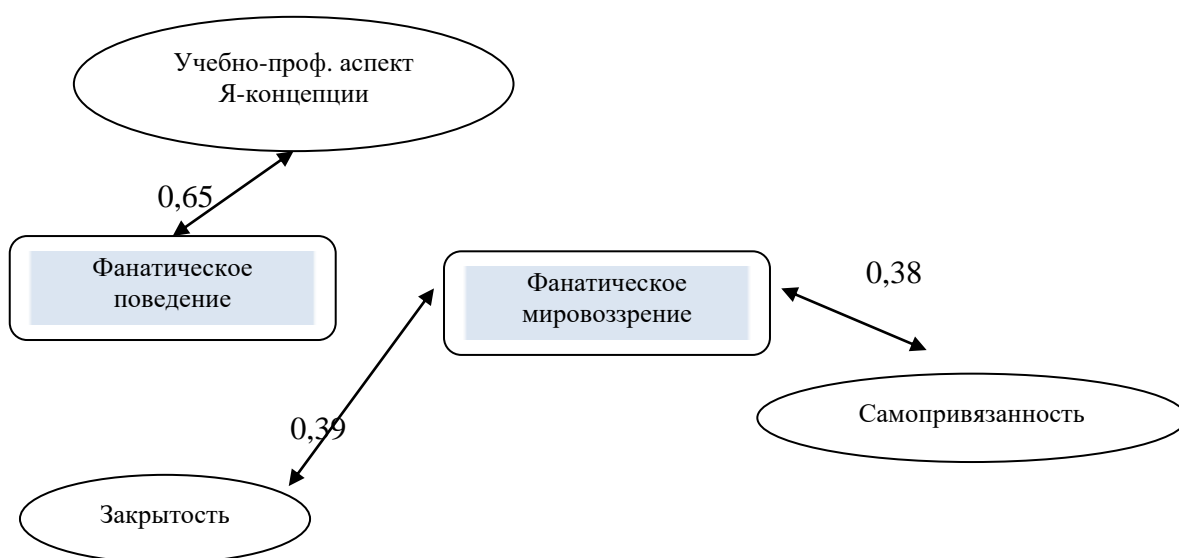 Учебно-проф. аспект
Я-концепции
0,65
Фанатическое
поведение
Фанатическое
мировоззрение
0,38
0,39
Самопривязанность
Закрытость